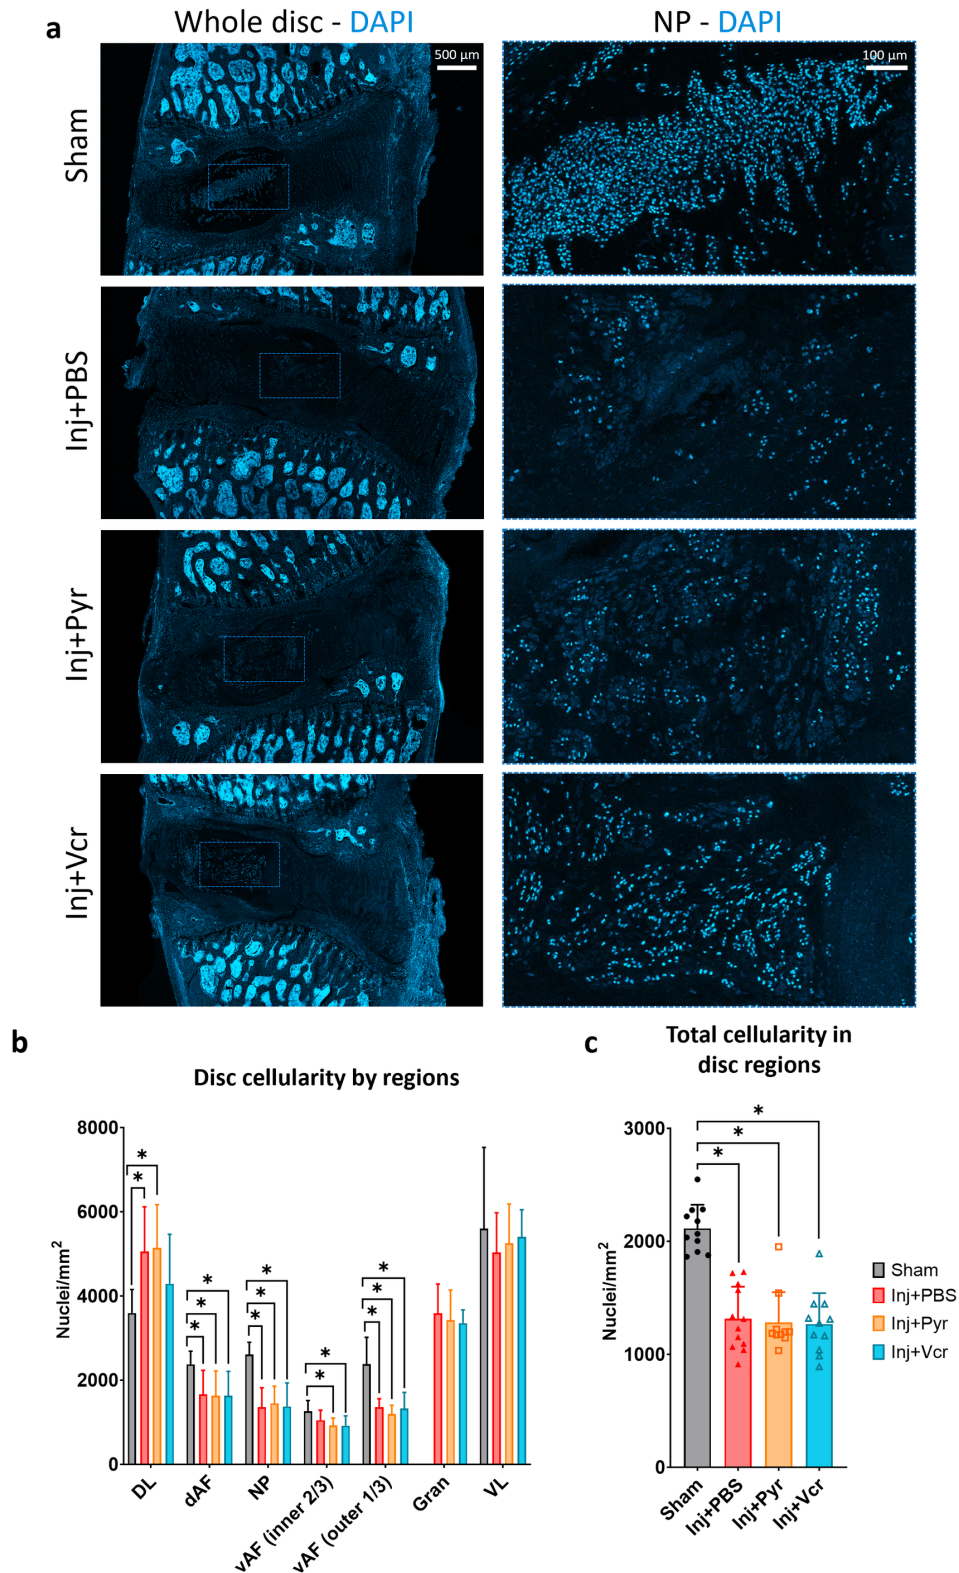 a
Whole disc - DAPI
NP - DAPI
500 µm
100 µm
Sham
Inj+PBS
Inj+Pyr
Inj+Vcr
b
Disc cellularity by regions
Nuclei/mm²
8000
6000
4000
2000
0
* *
* * *
* * *
* *
* * *
DL
dAF
NP
vAF (inner 2/3)
vAF (outer 1/3)
Gran
VL
c
Total cellularity in
disc regions
Nuclei/mm²
3000
2000
1000
0
*
*
*
Sham
Inj+PBS
Inj+Pyr
Inj+Vcr
Sham
Inj+PBS
Inj+Pyr
Inj+Vcr